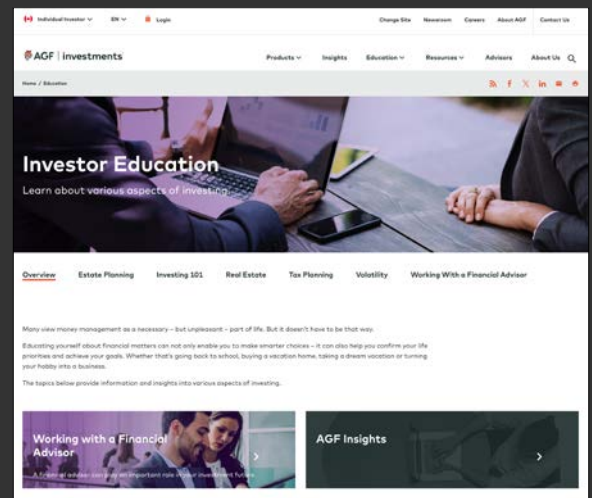 Individual Investor EN Login Change Site Newsroom Careers About AGF Contact Us
AGF | investments Products Insights Education Resources Advisors About Us
Home / Education
Investor Education
Learn about various aspects of investing.
Overview Estate Planning Investing 101 Real Estate Tax Planning Volatility Working With a Financial Advisor
Many view money management as a necessary – but unpleasant – part of life. But it doesn't have to be that way.
Educating yourself about financial matters can not only enable you to make smarter choices – it can also help you confirm your life
priorities and achieve your goals. Whether that's going back to school, buying a vacation home, taking a dream vacation or turning
your hobby into a business.
The topics below provide information and insights into various aspects of investing.
Working with a Financial
Advisor
A financial advisor can play an important role in your investment future.
AGF Insights